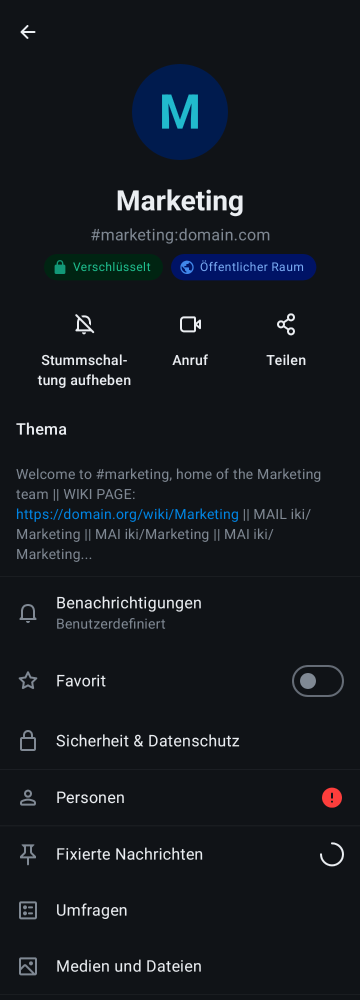 M
Marketing
#marketing:domain.com
Verschlüsselt
Öffentlicher Raum
Stummschal-
tung aufheben
Anruf
Teilen
Thema
Welcome to #marketing, home of the Marketing
team || WIKI PAGE:
https://domain.org/wiki/Marketing || MAIL iki/
Marketing || MAI iki/Marketing || MAI iki/
Marketing...
Benachrichtigungen
Benutzerdefiniert
Favorit
Sicherheit & Datenschutz
Personen
Fixierte Nachrichten
Umfragen
Medien und Dateien